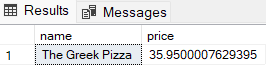 Results Messages
name price
1 The Greek Pizza 35.9500007629395